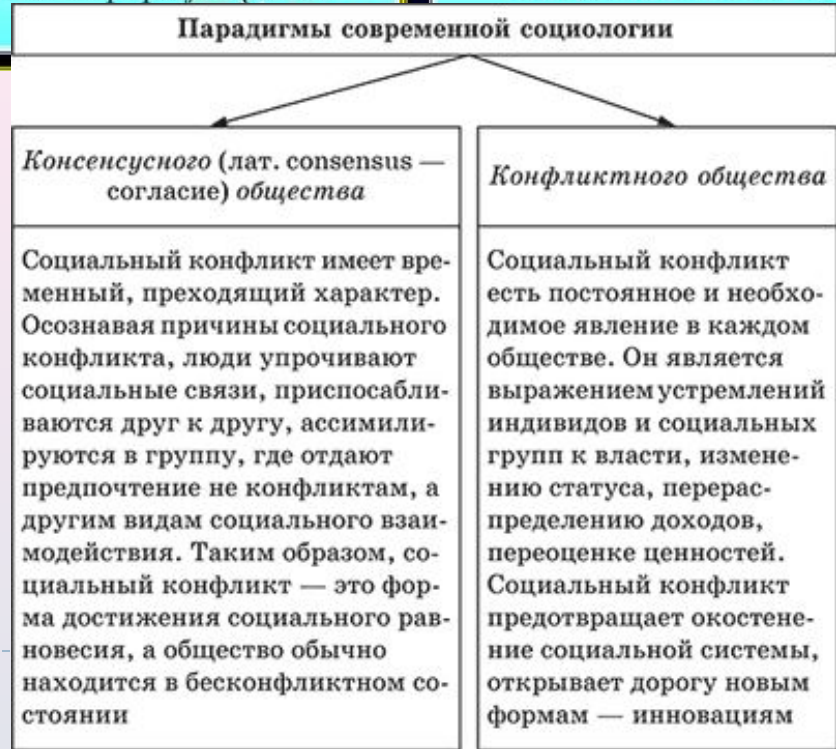 Парадигмы современной социологии
Консенсусного (лат. consensus —
согласие) общества
Социальный конфликт имеет вре-
менный, преходящий характер.
Осознавая причины социального
конфликта, люди упрочивают
социальные связи, приспосабли-
ваются друг к другу, ассимили-
руются в группу, где отдают
предпочтение не конфликтам, а
другим видам социального взаи-
модействия. Таким образом, со-
циальный конфликт — это фор-
ма достижения социального рав-
новесия, а общество обычно
находится в бесконфликтном со-
стоянии
Конфликтного общества
Социальный конфликт
есть постоянное и необхо-
димое явление в каждом
обществе. Он является
выражением устремлений
индивидов и социальных
групп к власти, измене-
нию статуса, перерас-
пределению доходов,
переоценке ценностей.
Социальный конфликт
предотвращает окостене-
ние социальной системы,
открывает дорогу новым
формам — инновациям